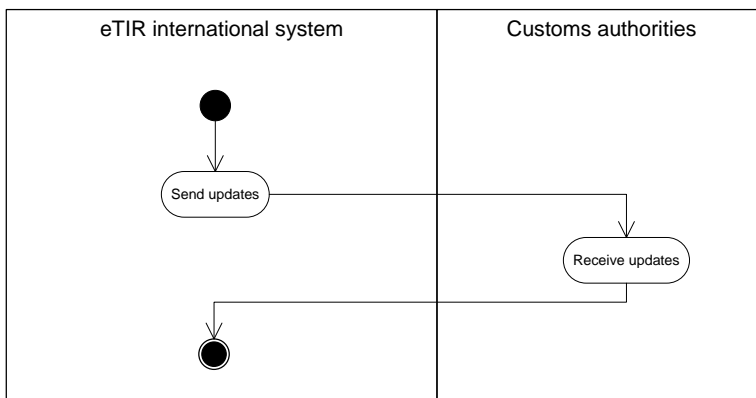 eTIR international system
Customs authorities
Send updates
Receive updates